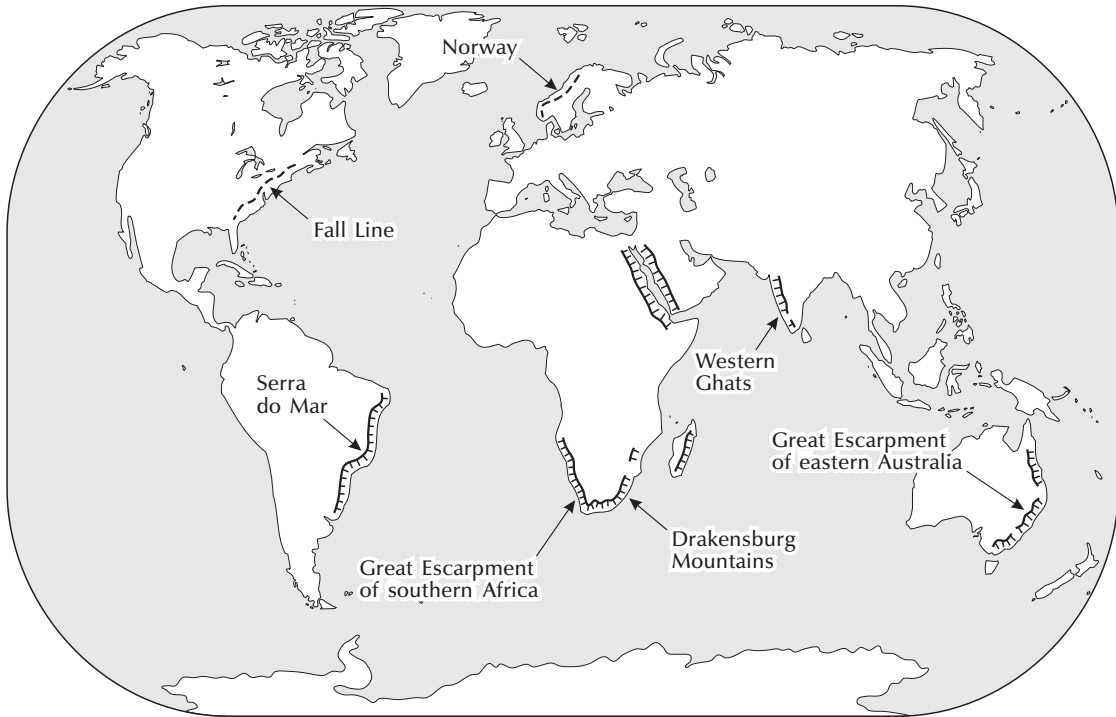 Norway
Fall Line
Western
Ghats
Serra
do Mar
Great Escarpment
of eastern Australia
Drakensburg
Mountains
Great Escarpment
of southern Africa